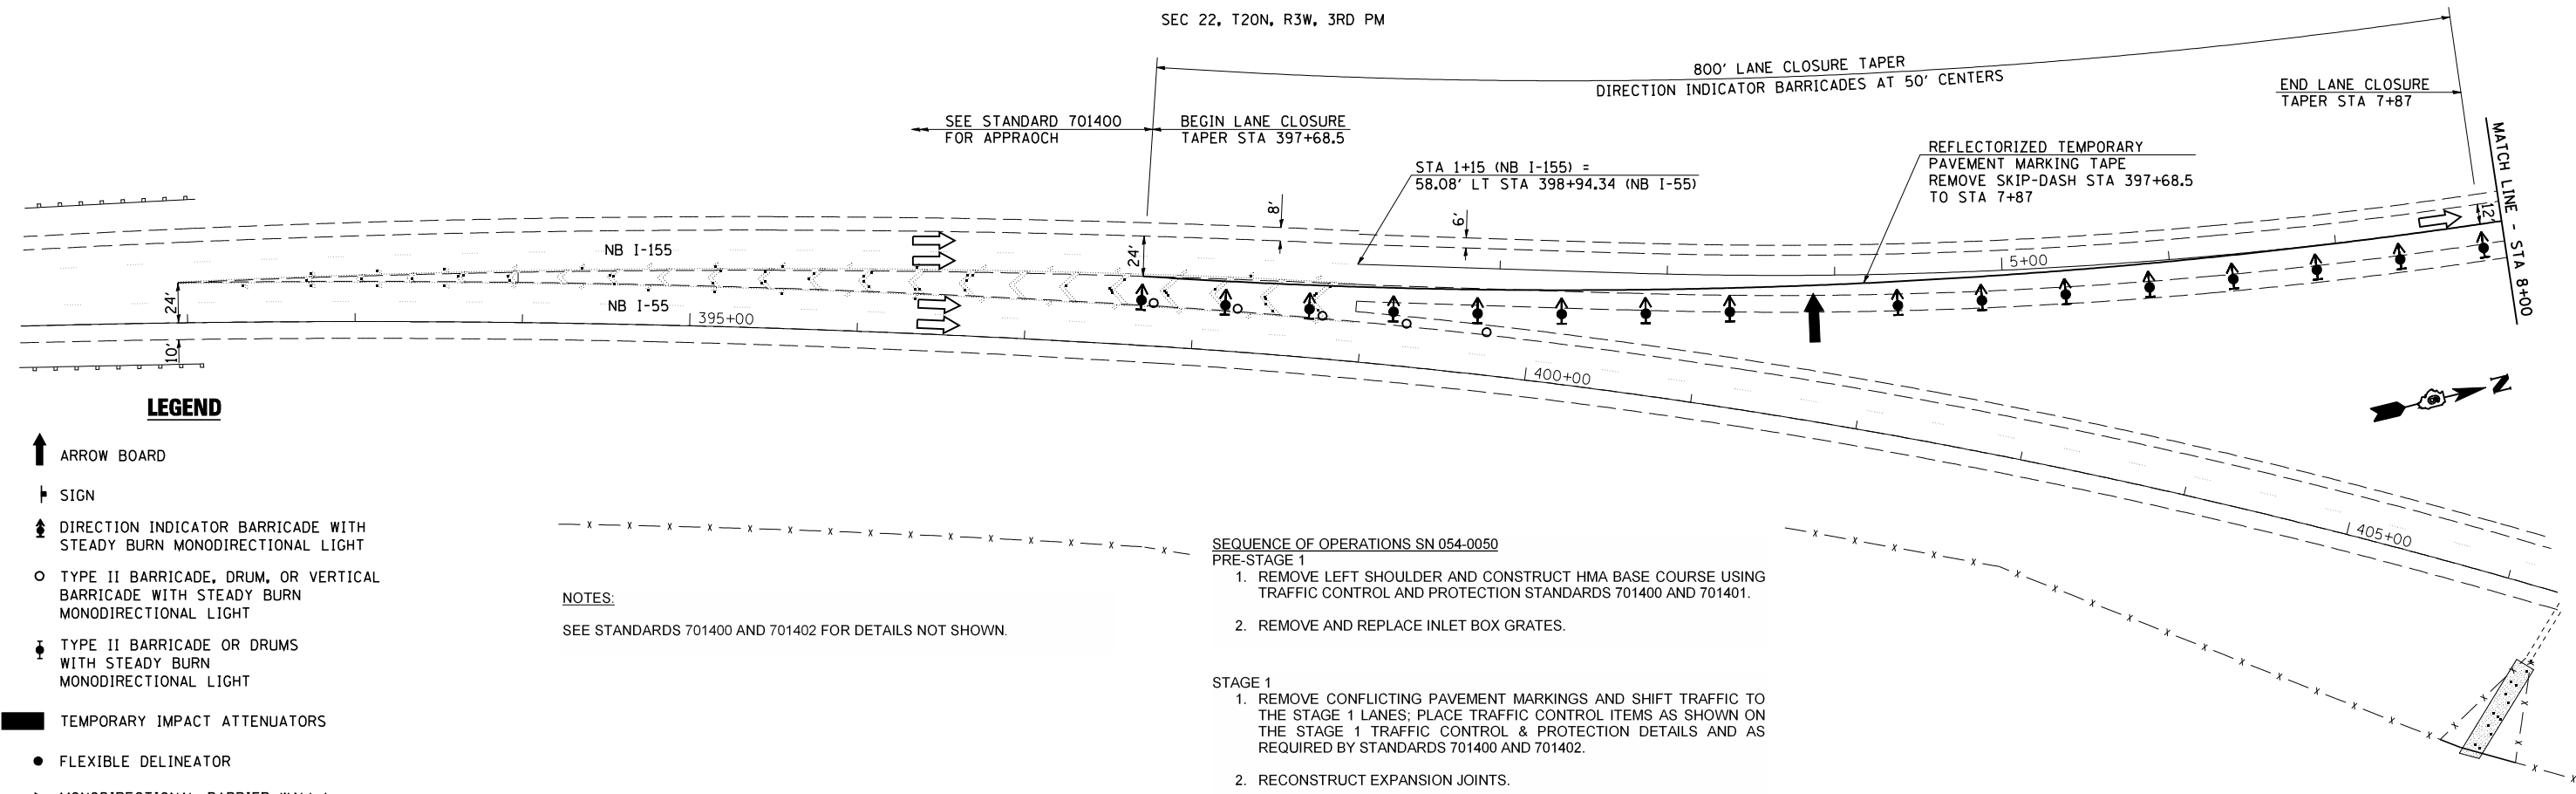 SEC 22, T20N, R3W, 3RD PM
800' LANE CLOSURE TAPER
DIRECTION INDICATOR BARRICADES AT 50' CENTERS
END LANE CLOSURE
TAPER STA 7+87
SEE STANDARD 701400
FOR APPRAOCH
BEGIN LANE CLOSURE
TAPER STA 397+68.5
STA 1+15 (NB I-155) =
58.08' LT STA 398+94.34 (NB I-55)
REFLECTORIZED TEMPORARY
PAVEMENT MARKING TAPE
REMOVE SKIP-DASH STA 397+68.5
TO STA 7+87
MATCH LINE - STA 8+00
8'
6'
12'
24'
NB I-155
5+00
24'
NB I-55
395+00
10'
400+00
405+00
N
LEGEND
ARROW BOARD
SIGN
DIRECTION INDICATOR BARRICADE WITH
STEADY BURN MONODIRECTIONAL LIGHT
TYPE II BARRICADE, DRUM, OR VERTICAL
BARRICADE WITH STEADY BURN
MONODIRECTIONAL LIGHT
TYPE II BARRICADE OR DRUMS
WITH STEADY BURN
MONODIRECTIONAL LIGHT
TEMPORARY IMPACT ATTENUATORS
FLEXIBLE DELINEATOR
NOTES:
SEE STANDARDS 701400 AND 701402 FOR DETAILS NOT SHOWN.
SEQUENCE OF OPERATIONS SN 054-0050
PRE-STAGE 1
1. REMOVE LEFT SHOULDER AND CONSTRUCT HMA BASE COURSE USING
TRAFFIC CONTROL AND PROTECTION STANDARDS 701400 AND 701401.
2. REMOVE AND REPLACE INLET BOX GRATES.
STAGE 1
1. REMOVE CONFLICTING PAVEMENT MARKINGS AND SHIFT TRAFFIC TO
THE STAGE 1 LANES; PLACE TRAFFIC CONTROL ITEMS AS SHOWN ON
THE STAGE 1 TRAFFIC CONTROL & PROTECTION DETAILS AND AS
REQUIRED BY STANDARDS 701400 AND 701402.
2. RECONSTRUCT EXPANSION JOINTS.